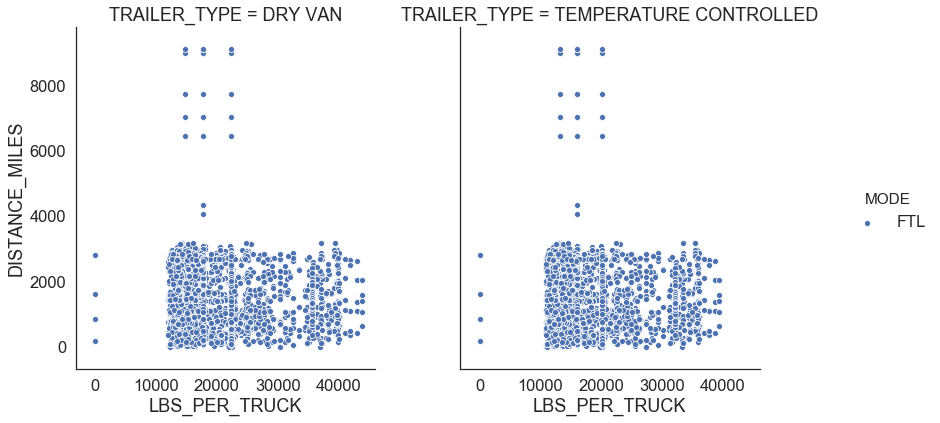 TRAILER_TYPE = DRY VAN
TRAILER_TYPE = TEMPERATURE CONTROLLED
DISTANCE_MILES
8000
6000
4000
2000
0
0 10000 20000 30000 40000
LBS_PER_TRUCK
0 10000 20000 30000 40000
LBS_PER_TRUCK
MODE
FTL